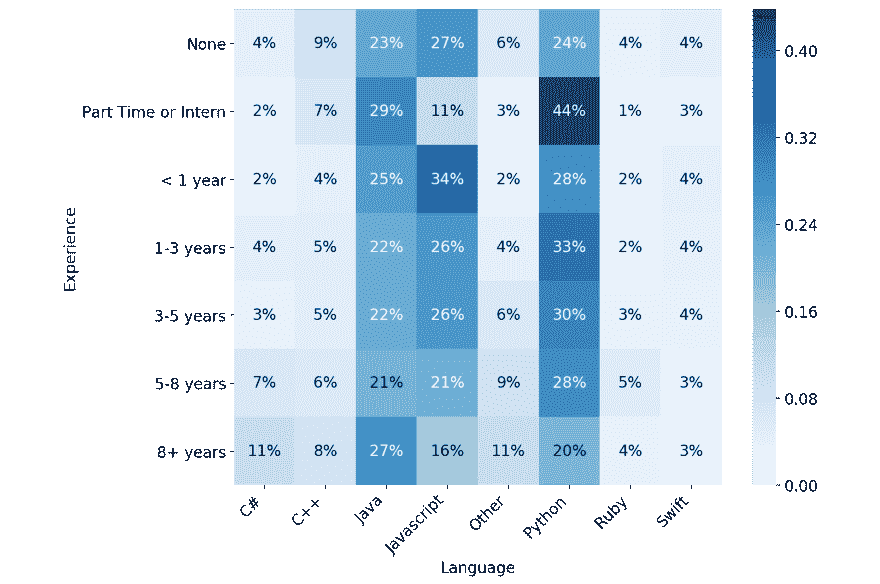 None 4% 9% 23% 27% 6% 24% 4% 4%
0.40
Part Time or Intern 2% 7% 29% 11% 3% 44% 1% 3%
0.32
< 1 year 2% 4% 25% 34% 2% 28% 2% 4%
0.24
1-3 years 4% 5% 22% 26% 4% 33% 2% 4%
Experience
3-5 years 3% 5% 22% 26% 6% 30% 3% 4%
0.16
5-8 years 7% 6% 21% 21% 9% 28% 5% 3%
0.08
8+ years 11% 8% 27% 16% 11% 20% 4% 3%
0.00
C# C++ Java Javascript Other Python Ruby Swift
Language